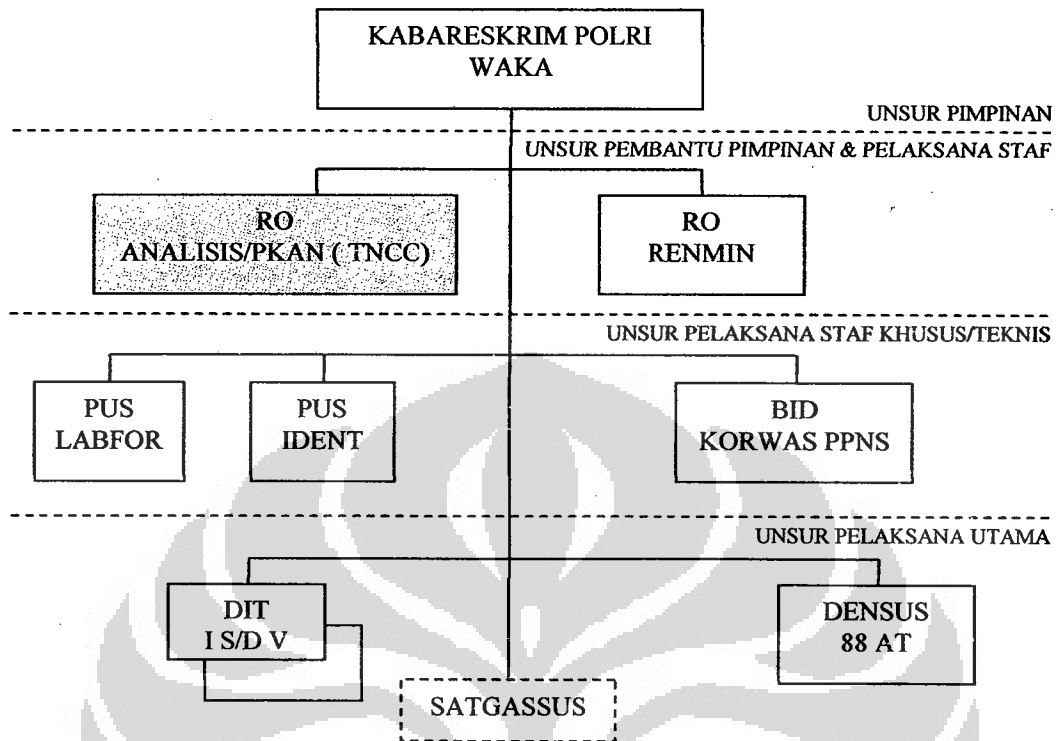 KABARESKRIM POLRI
WAKA
UNSUR PIMPINAN
UNSUR PEMBANTU PIMPINAN & PELAKSANA STAF
RO
ANALISIS/PKAN ( TNCC)
RO
RENMIN
UNSUR PELAKSANA STAF KHUSUS/TEKNIS
PUS
LABFOR
PUS
IDENT
BID
KORWAS PPNS
UNSUR PELAKSANA UTAMA
DIT
I S/D V
DENSUS
88 AT
SATGASSUS